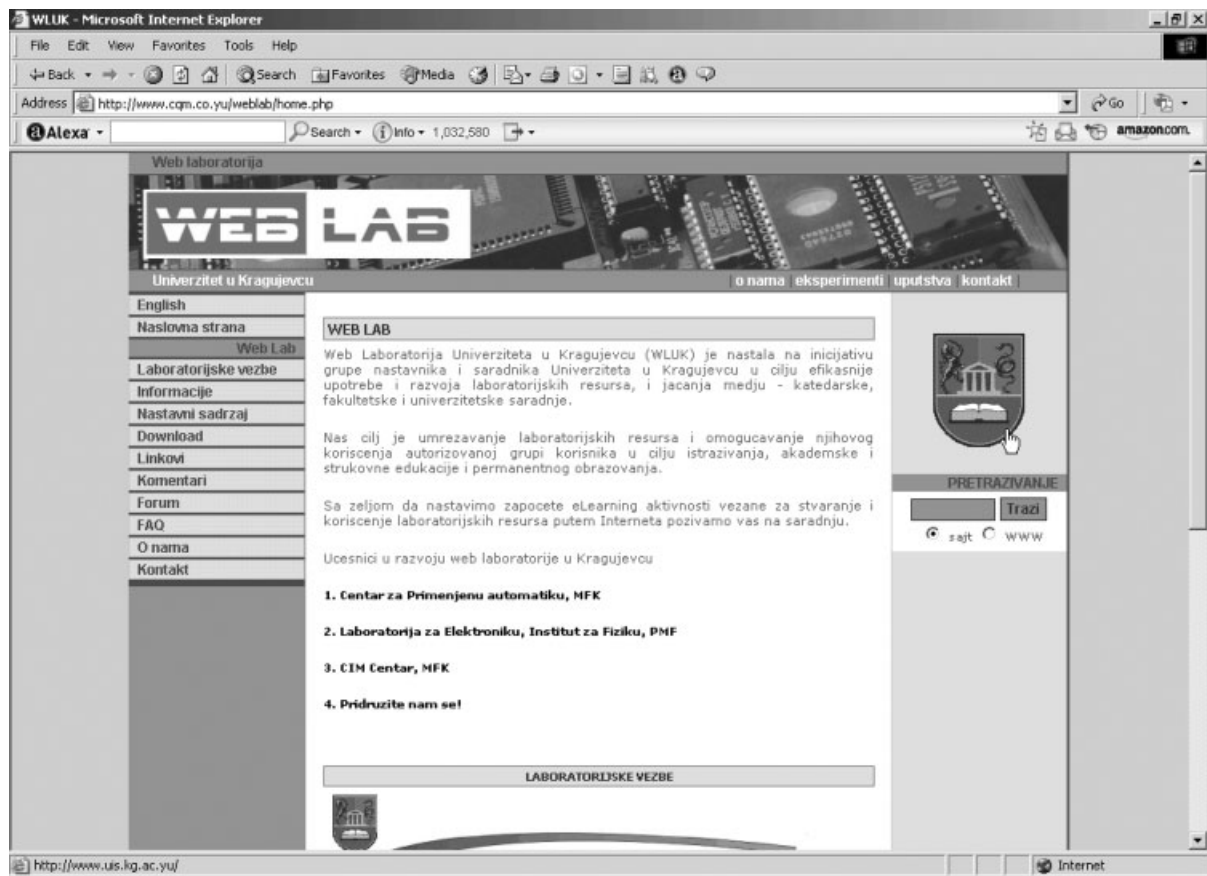 WLUK - Microsoft Internet Explorer
File Edit View Favorites Tools Help
Back Search Favorites Media
Address http://www.cqm.co.yu/weblab/home.php Go
Alexa Search Info 1,032,580 amazon.com.
Web laboratorija
WEB LAB
Univerzitet u Kragujevcu | o nama | eksperimenti | uputstva | kontakt |
English
Naslovna strana
Web Lab
Laboratorijske vezbe
Informacije
Nastavni sadrzaj
Download
Linkovi
Komentari
Forum
FAQ
O nama
Kontakt
WEB LAB
Web Laboratorija Univerziteta u Kragujevcu (WLUK) je nastala na inicijativu
grupe nastavnika i saradnika Univerziteta u Kragujevcu u cilju efikasnije
upotrebe i razvoja laboratorijskih resursa, i jacanja medju - katedarske,
fakultetske i univerzitetske saradnje.
Nas cilj je umrezavanje laboratorijskih resursa i omogucavanje njihovog
koriscenja autorizovanoj grupi korisnika u cilju istrazivanja, akademske i
strukovne edukacije i permanentnog obrazovanja.
Sa zeljom da nastavimo zapocete eLearning aktivnosti vezane za stvaranje i
koriscenje laboratorijskih resursa putem Interneta pozivamo vas na saradnju.
Ucesnici u razvoju web laboratorije u Kragujevcu
1. Centar za Primenjenu automatiku, MFK
2. Laboratorija za Elektroniku, Institut za Fiziku, PMF
3. CIM Centar, MFK
4. Pridruzite nam se!
LABORATORIJSKE VEZBE
PRETRAZIVANJE
Trazi
sajt www
http://www.uis.kg.ac.yu/ Internet